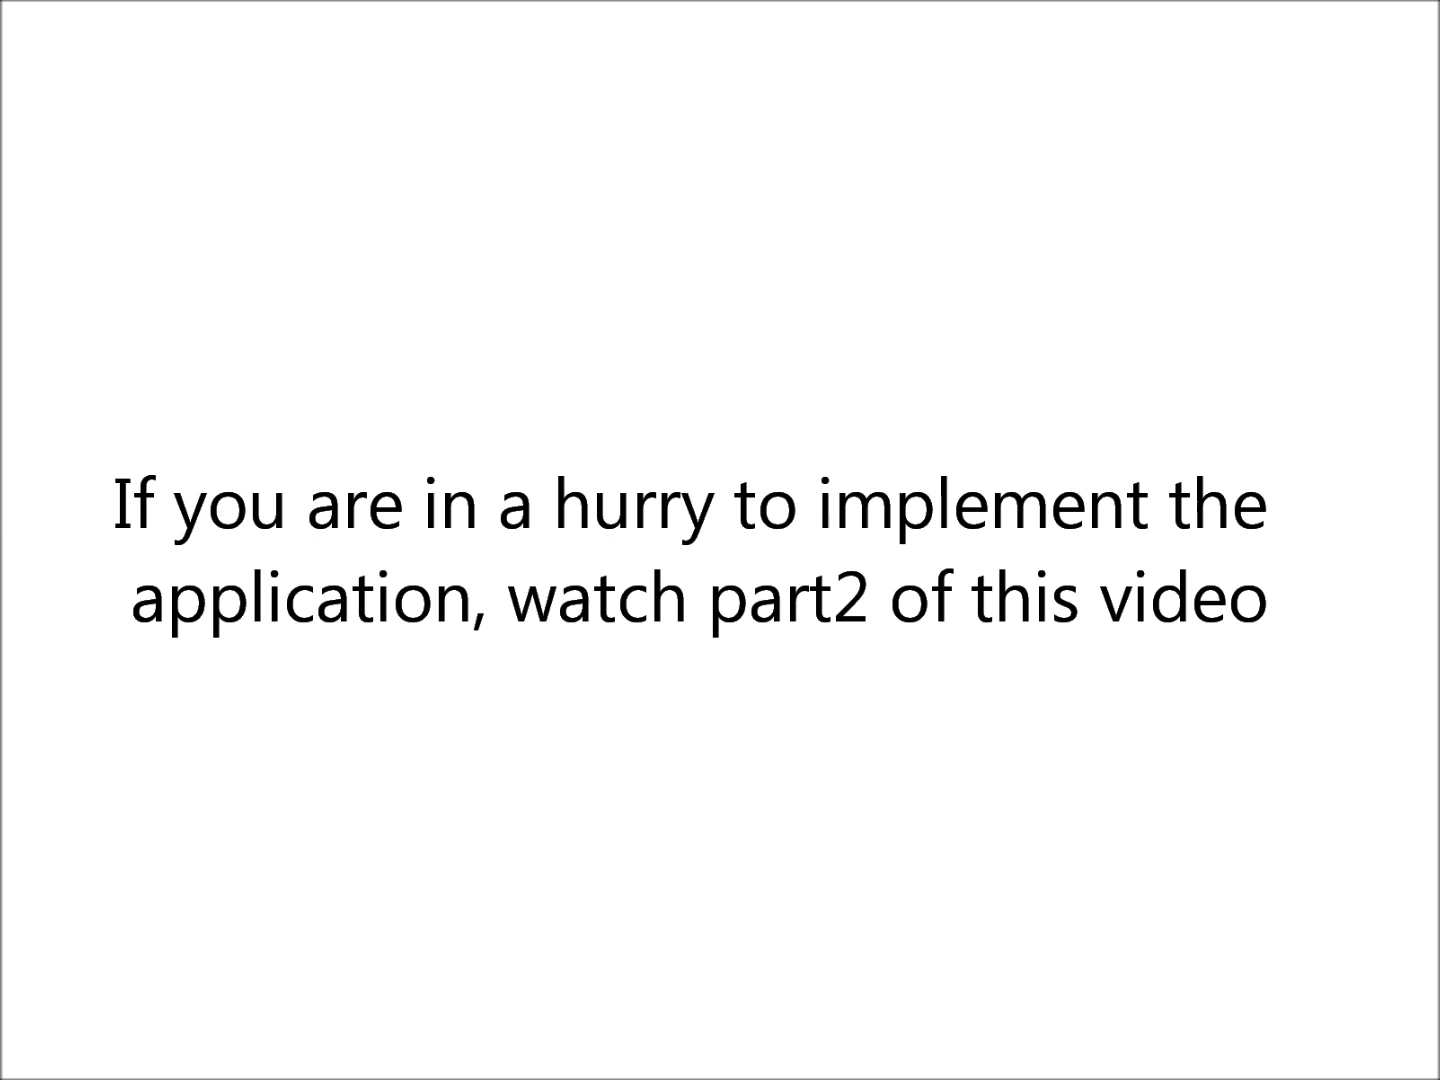 If you are in a hurry to implement the
application, watch part2 of this video